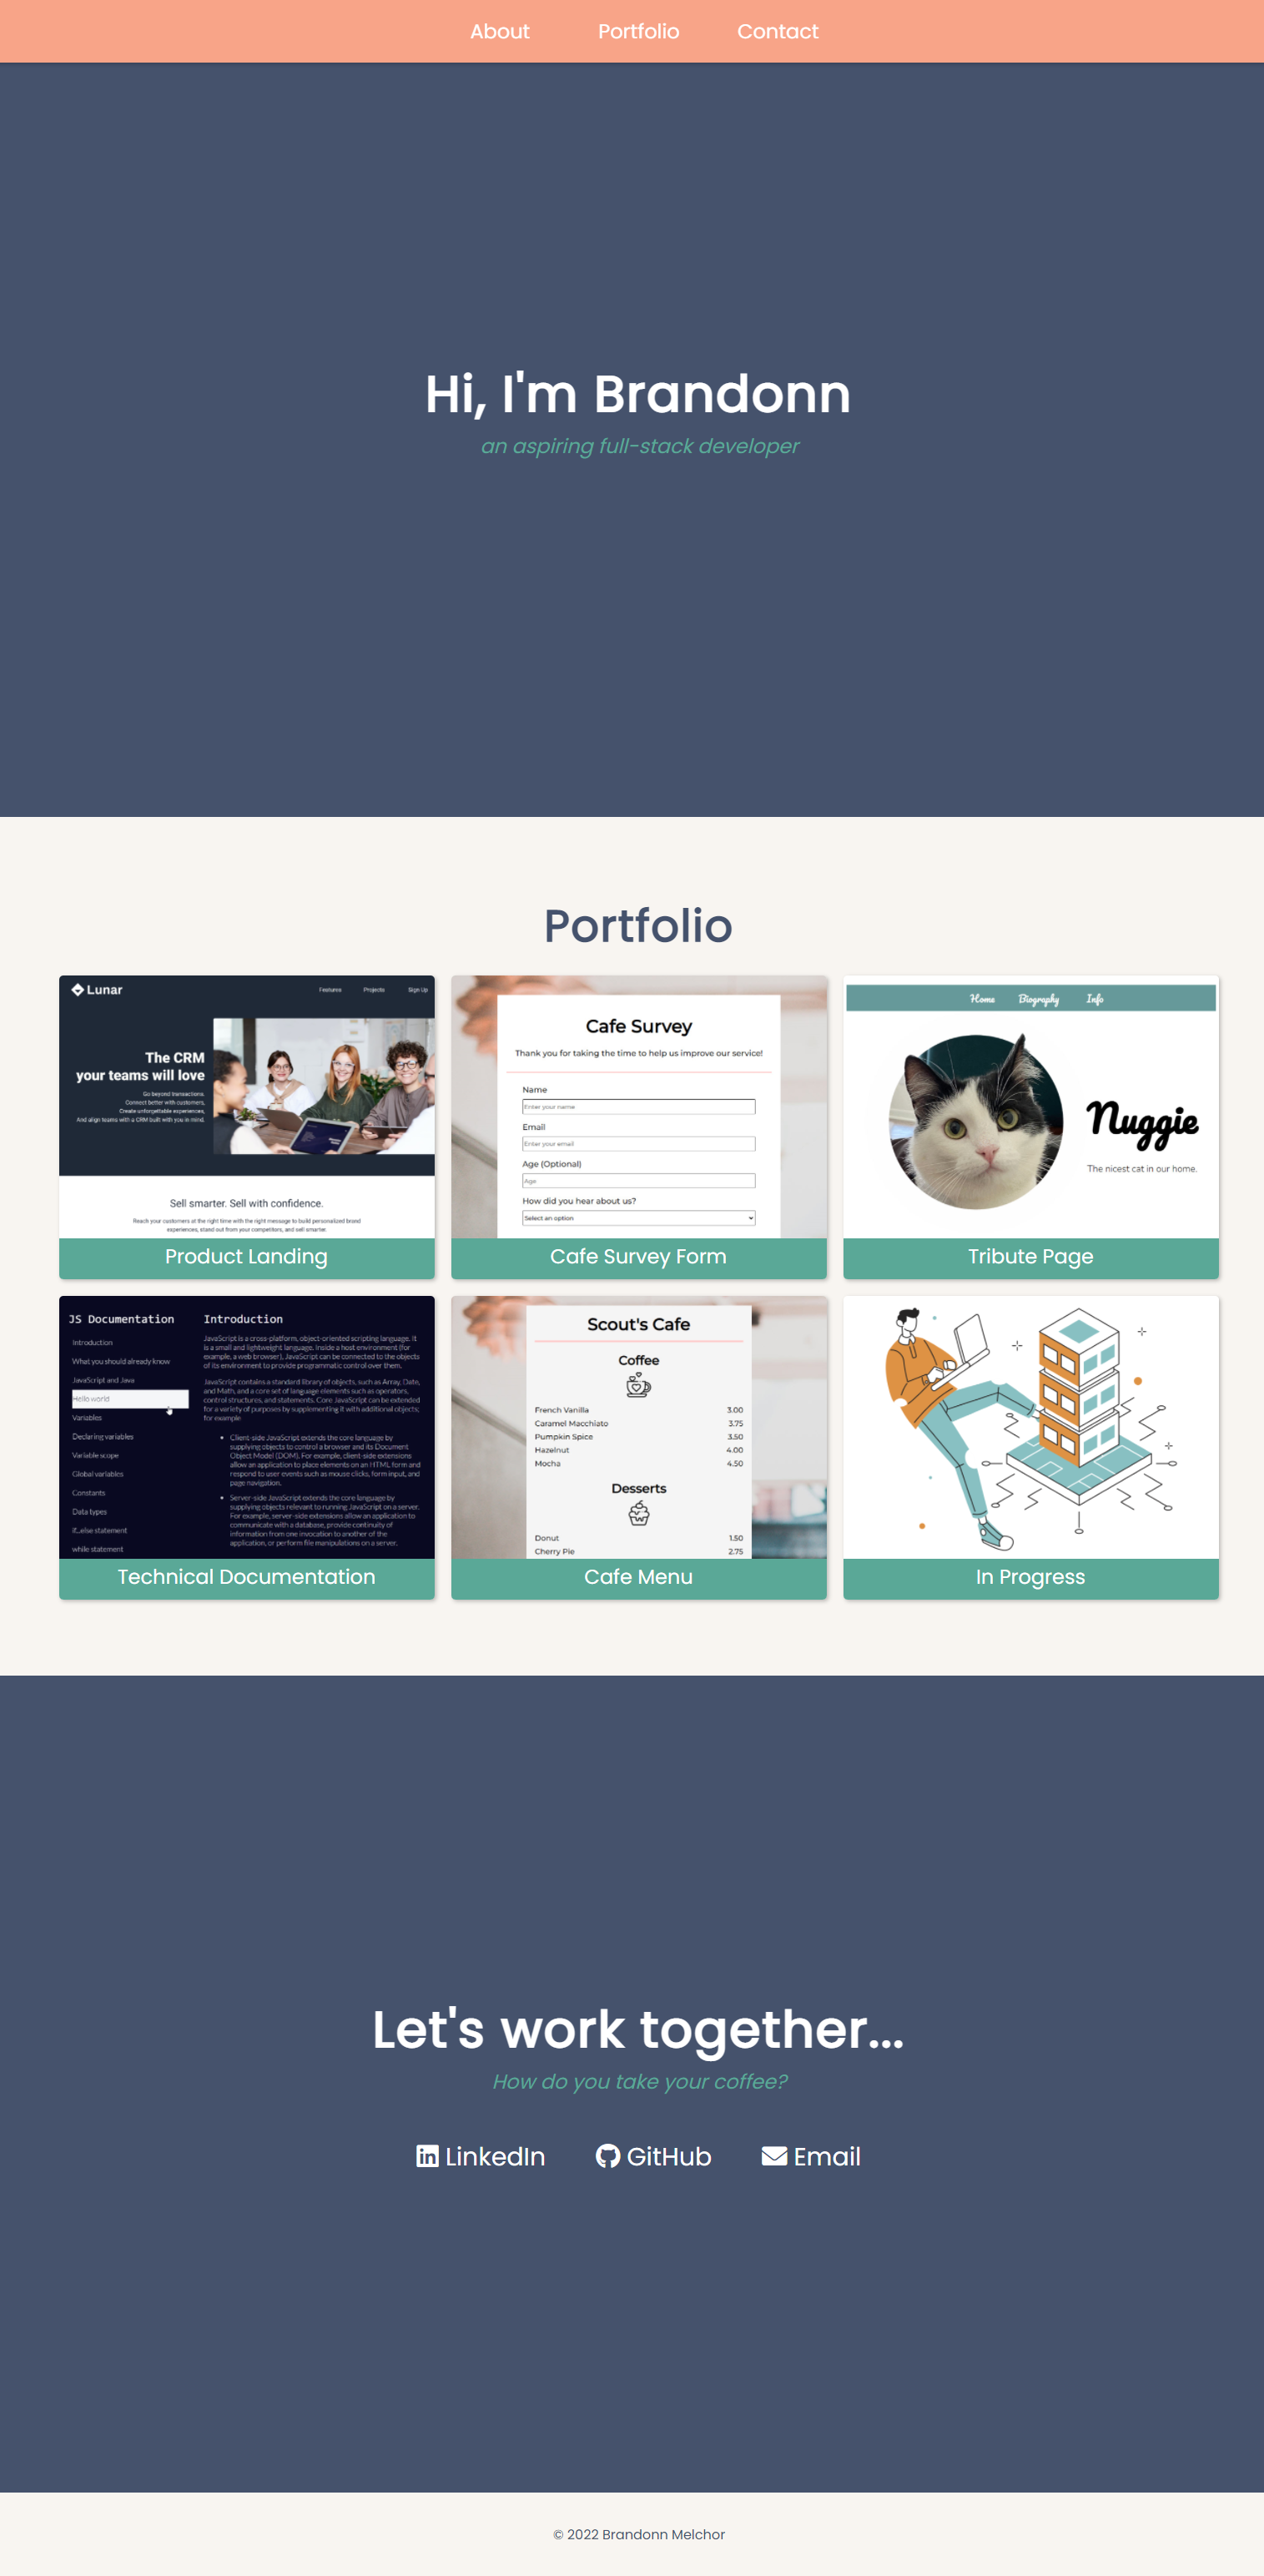 About Portfolio Contact
Hi, I'm Brandonn
an aspiring full-stack developer
Portfolio
Lunar
Features Projects Sign Up
The CRM
your teams will love
Go beyond transactions.
Connect better with customers,
Create unforgettable experiences,
And align teams with a CRM built with you in mind.
Sell smarter. Sell with confidence.
Reach your customers at the right time with the right message to build personalized brand
experiences, stand out from your competitors, and sell smarter.
Product Landing
Cafe Survey
Thank you for taking the time to help us improve our service!
Name
Enter your name
Email
Enter your email
Age (Optional)
Age
How did you hear about us?
Select an option
Cafe Survey Form
Home Biography Info
Nuggie
The nicest cat in our home.
Tribute Page
JS Documentation
Introduction
What you should already know
JavaScript and Java
Hello world
Variables
Declaring variables
Variable scope
Global variables
Constants
Data types
if...else statement
while statement
Introduction
JavaScript is a cross-platform, object-oriented scripting language. It
is a small and lightweight language. Inside a host environment (for
example, a web browser), JavaScript can be connected to the objects
of its environment to provide programmatic control over them.
JavaScript contains a standard library of objects, such as Array, Date,
and Math, and a core set of language elements such as operators,
control structures, and statements. Core JavaScript can be extended
for a variety of purposes by supplementing it with additional objects;
for example
Client-side JavaScript extends the core language by
supplying objects to control a browser and its Document
Object Model (DOM). For example, client-side extensions
allow an application to place elements on an HTML form and
respond to user events such as mouse clicks, form input, and
page navigation.
Server-side JavaScript extends the core language by
supplying objects relevant to running JavaScript on a server.
For example, server-side extensions allow an application to
communicate with a database, provide continuity of
information from one invocation to another of the
application, or perform file manipulations on a server.
Technical Documentation
Scout's Cafe
Coffee
French Vanilla 3.00
Caramel Macchiato 3.75
Pumpkin Spice 3.50
Hazelnut 4.00
Mocha 4.50
Desserts
Donut 1.50
Cherry Pie 2.75
Cafe Menu
In Progress
Let's work together...
How do you take your coffee?
LinkedIn GitHub Email
© 2022 Brandonn Melchor